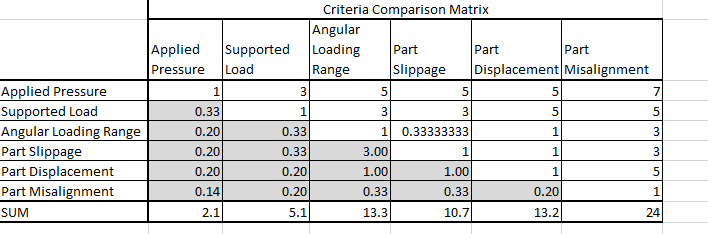 Criteria Comparison Matrix
Applied Pressure Supported Load Angular Loading Range Part Slippage Part Displacement Part Misalignment
Applied Pressure 1 3 5 5 5 7
Supported Load 0.33 1 3 3 5 5
Angular Loading Range 0.20 0.33 1 0.33333333 1 3
Part Slippage 0.20 0.33 3.00 1 1 3
Part Displacement 0.20 0.20 1.00 1.00 1 5
Part Misalignment 0.14 0.20 0.33 0.33 0.20 1
SUM 2.1 5.1 13.3 10.7 13.2 24